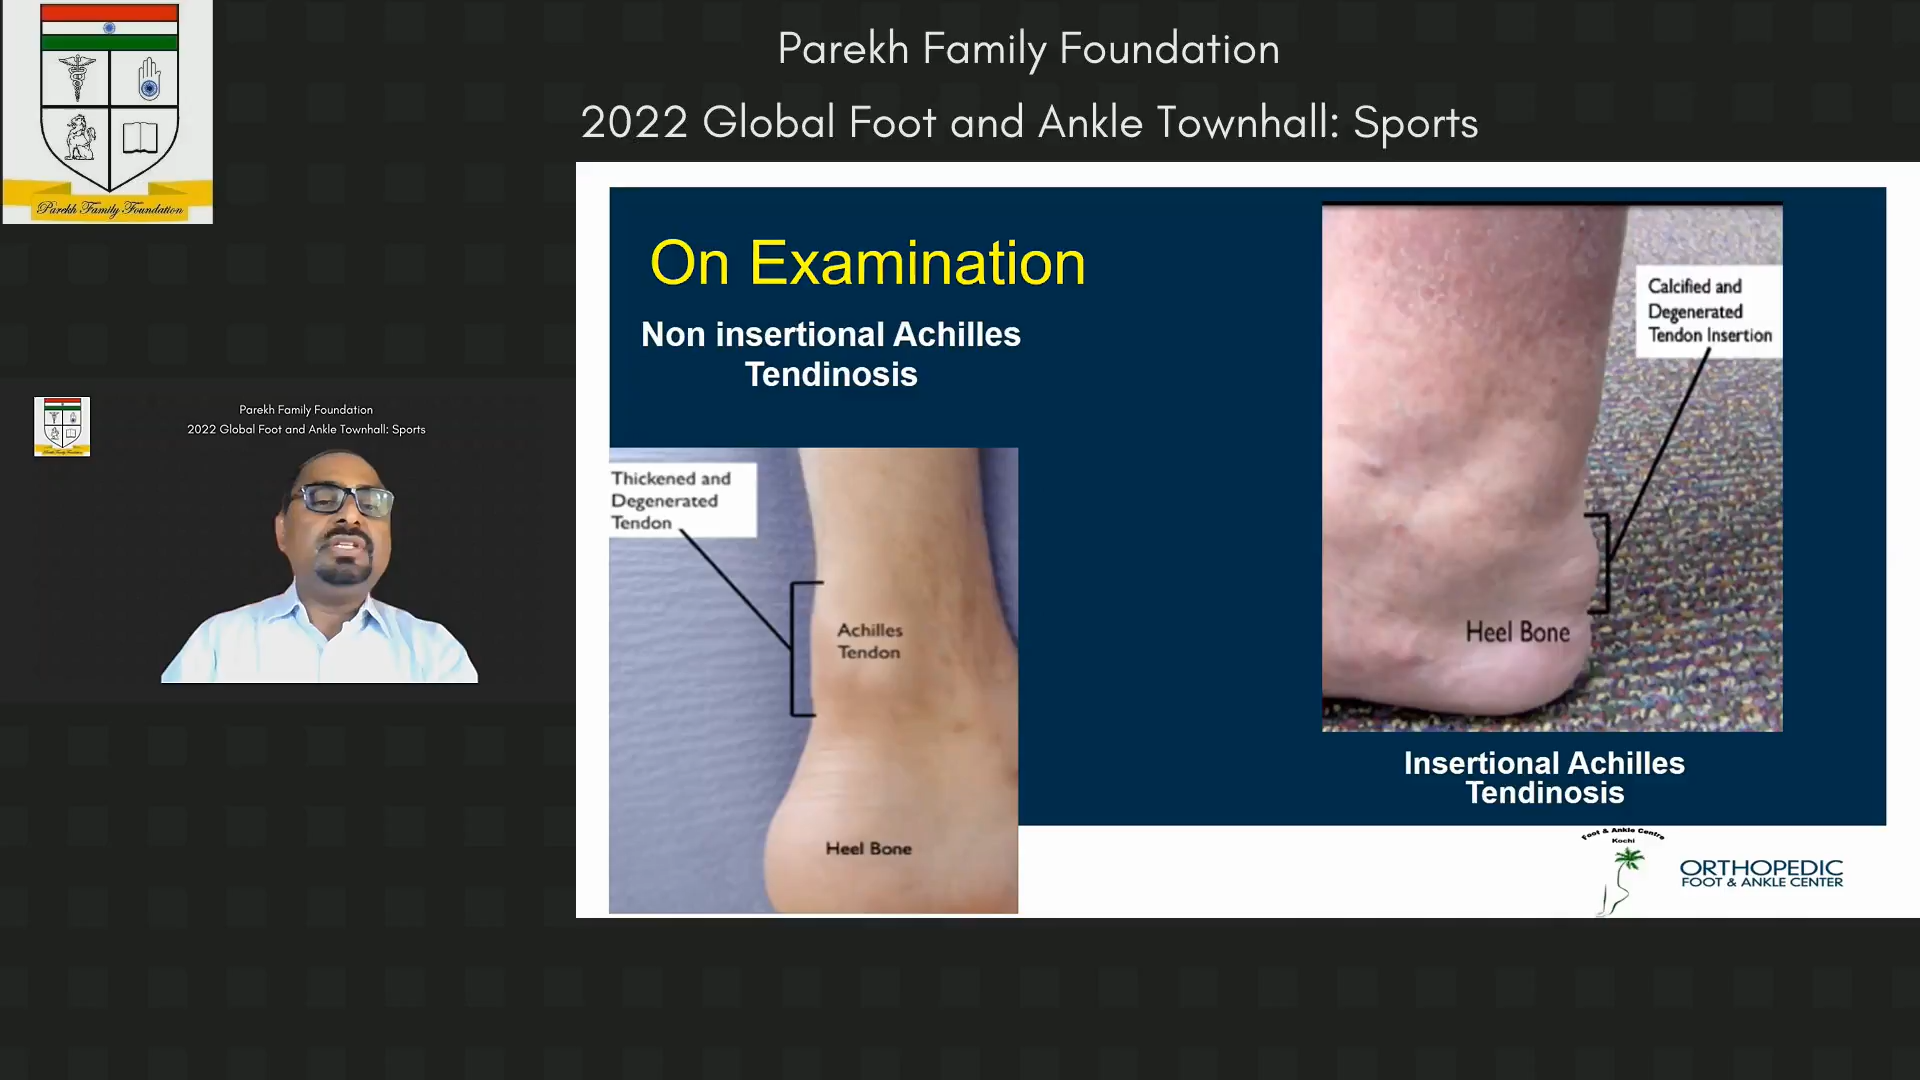 Parekh Family Foundation
2022 Global Foot and Ankle Townhall: Sports
Parekh Family Foundation
Parekh Family Foundation
2022 Global Foot and Ankle Townhall: Sports
On Examination
Non insertional Achilles
Tendinosis
Thickened and
Degenerated
Tendon
Achilles
Tendon
Heel Bone
Calcified and
Degenerated
Tendon Insertion
Heel Bone
Insertional Achilles
Tendinosis
Foot & Ankle Centre
Kochi
ORTHOPEDIC
FOOT & ANKLE CENTER